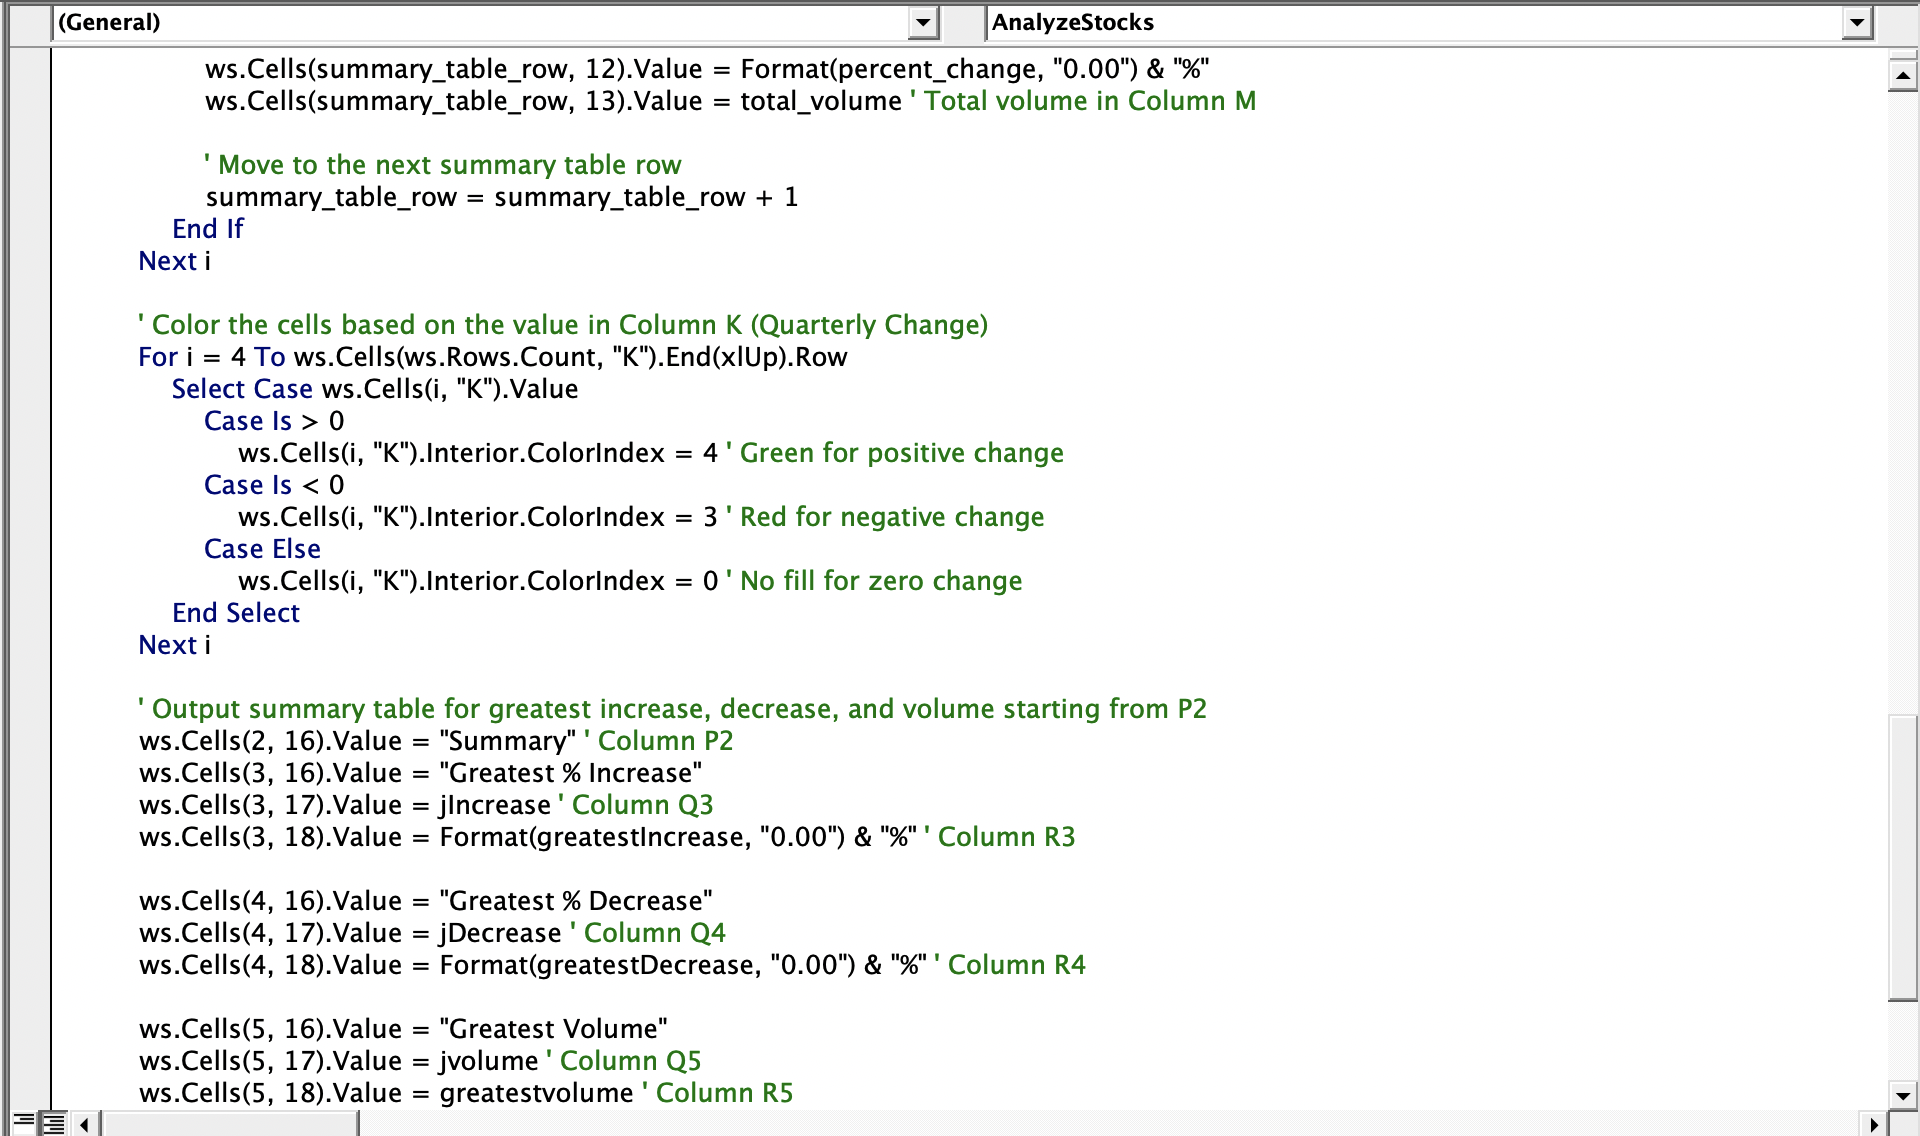 (General)
AnalyzeStocks
ws.Cells(summary_table_row, 12).Value = Format(percent_change, "0.00") & "%"
ws.Cells(summary_table_row, 13).Value = total_volume ' Total volume in Column M
' Move to the next summary table row
summary_table_row = summary_table_row + 1
End If
Next i
' Color the cells based on the value in Column K (Quarterly Change)
For i = 4 To ws.Cells(ws.Rows.Count, "K").End(xlUp).Row
Select Case ws.Cells(i, "K").Value
Case Is > 0
ws.Cells(i, "K").Interior.ColorIndex = 4 ' Green for positive change
Case Is < 0
ws.Cells(i, "K").Interior.ColorIndex = 3 ' Red for negative change
Case Else
ws.Cells(i, "K").Interior.ColorIndex = 0 ' No fill for zero change
End Select
Next i
' Output summary table for greatest increase, decrease, and volume starting from P2
ws.Cells(2, 16).Value = "Summary" ' Column P2
ws.Cells(3, 16).Value = "Greatest % Increase"
ws.Cells(3, 17).Value = jIncrease ' Column Q3
ws.Cells(3, 18).Value = Format(greatestIncrease, "0.00") & "%" ' Column R3
ws.Cells(4, 16).Value = "Greatest % Decrease"
ws.Cells(4, 17).Value = jDecrease ' Column Q4
ws.Cells(4, 18).Value = Format(greatestDecrease, "0.00") & "%" ' Column R4
ws.Cells(5, 16).Value = "Greatest Volume"
ws.Cells(5, 17).Value = jvolume ' Column Q5
ws.Cells(5, 18).Value = greatestvolume ' Column R5